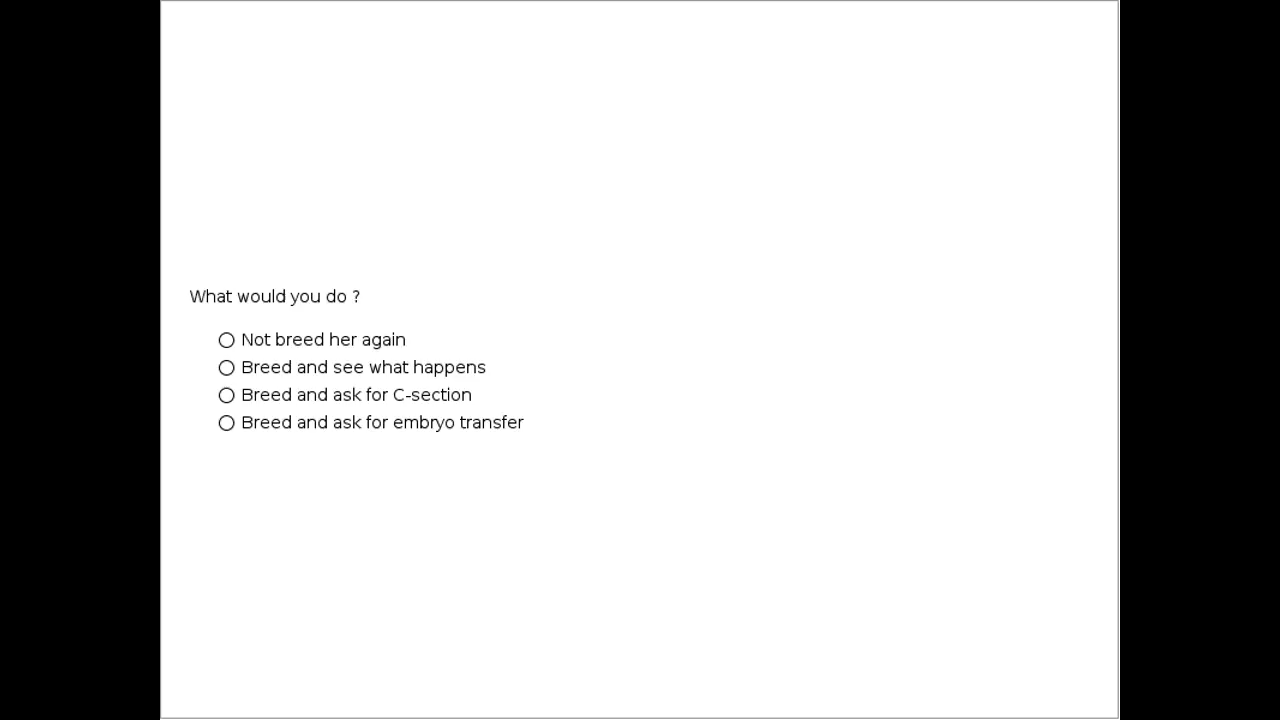 What would you do ?
Not breed her again
Breed and see what happens
Breed and ask for C-section
Breed and ask for embryo transfer